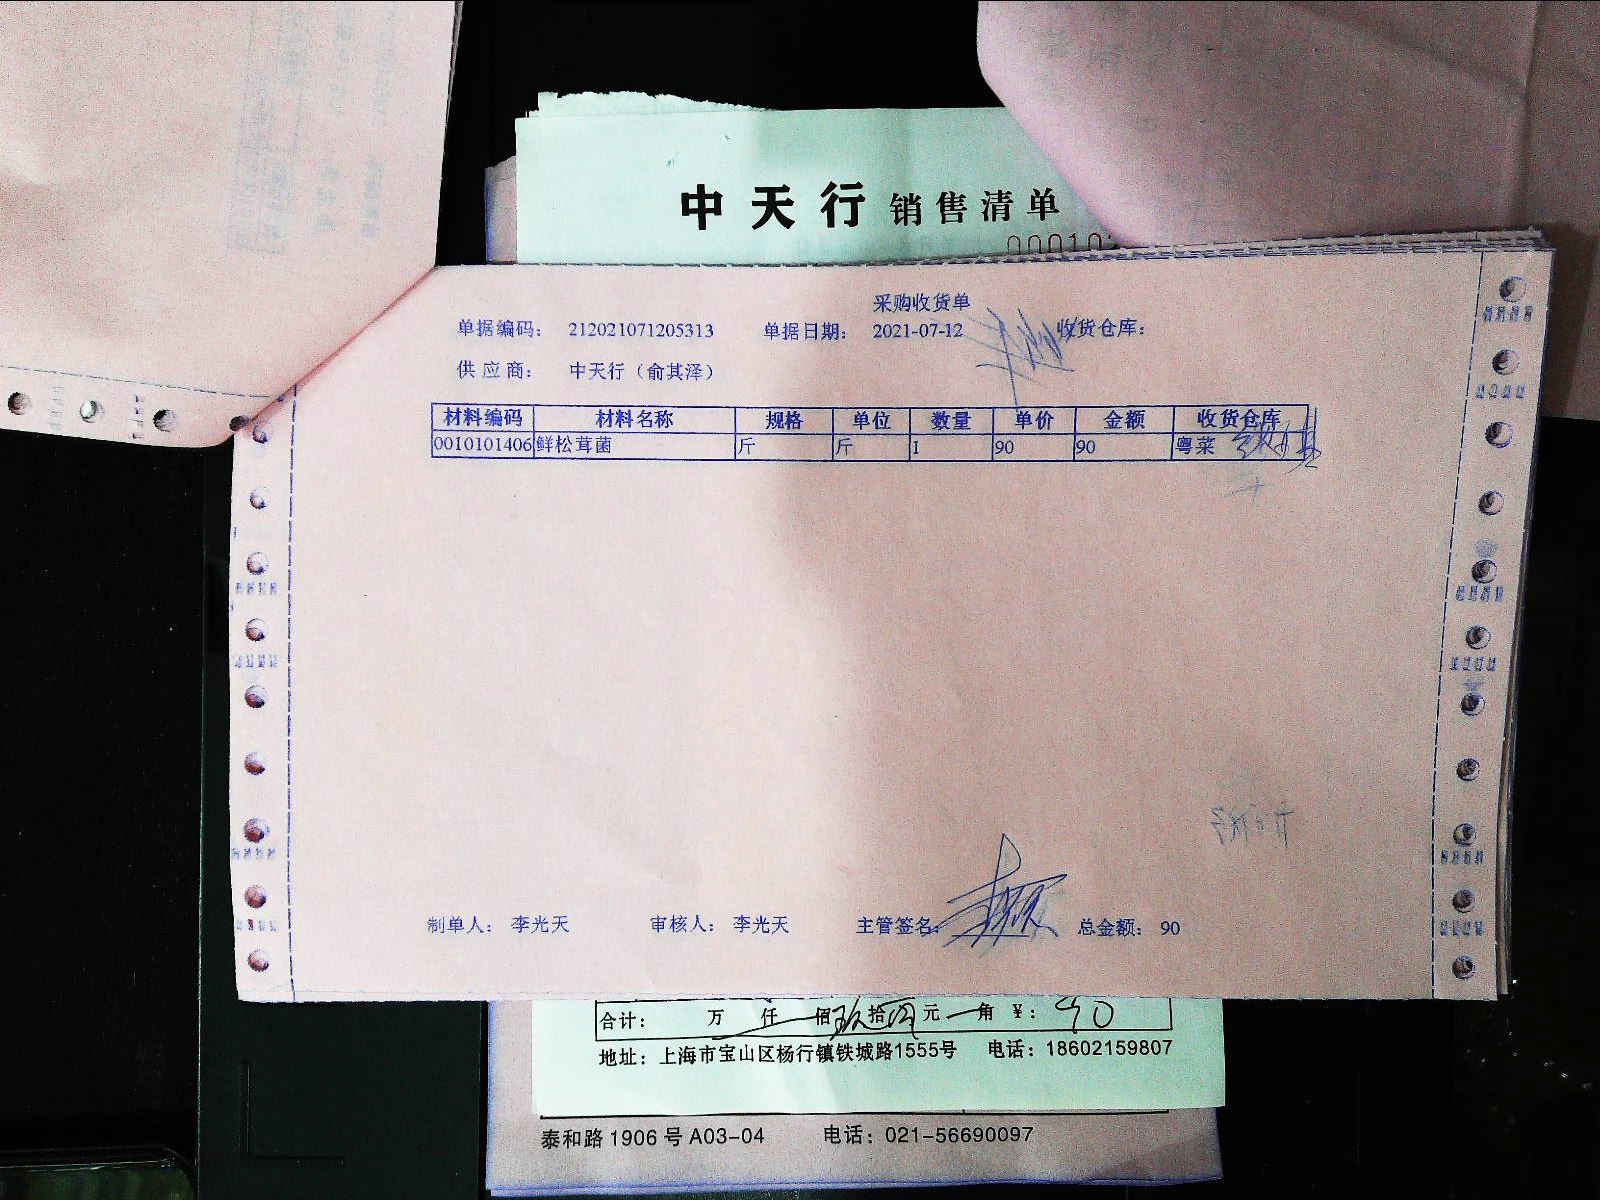 中天行 销售清单
采购收货单
单据编码： 212021071205313 单据日期： 2021-07-12 收货仓库：
供应商： 中天行（俞其泽）
材料编码 材料名称 规格 单位 数量 单价 金额 收货仓库
0010101406 鲜松茸菌 斤 斤 1 90 90 粤菜
制单人： 李光天 审核人： 李光天 主管签名： 总金额： 90
合计： 万 仟 佰 玖 拾 元 角 ￥： 90
地址：上海市宝山区杨行镇铁城路1555号 电话：18602159807
泰和路1906号A03-04 电话：021-56690097